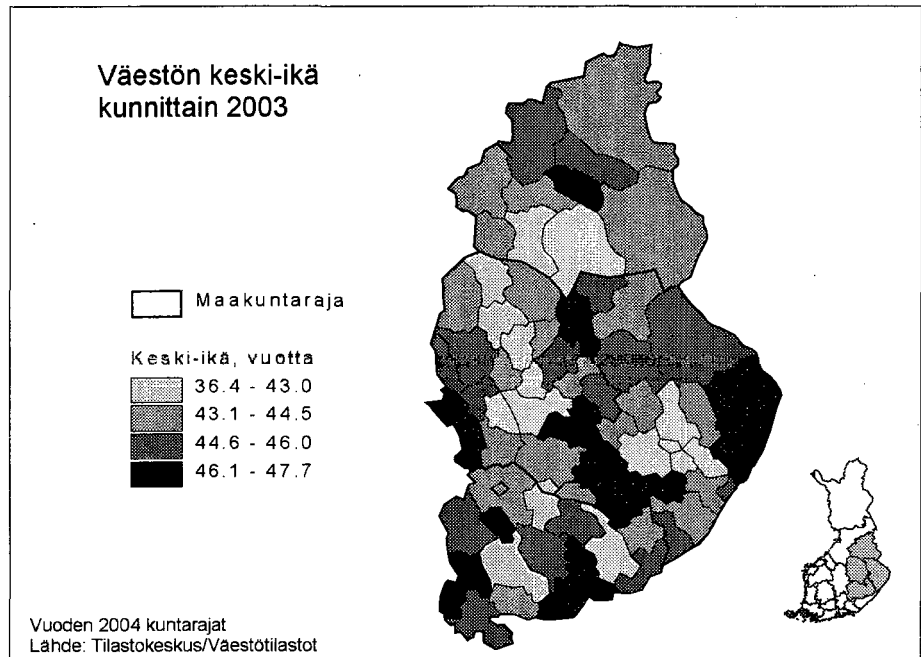 Väestön keski-ikä
kunnittain 2003
Maakuntaraja
Keski-ikä, vuotta
36.4 - 43.0
43.1 - 44.5
44.6 - 46.0
46.1 - 47.7
Vuoden 2004 kuntarajat
Lähde: Tilastokeskus/Väestötilastot